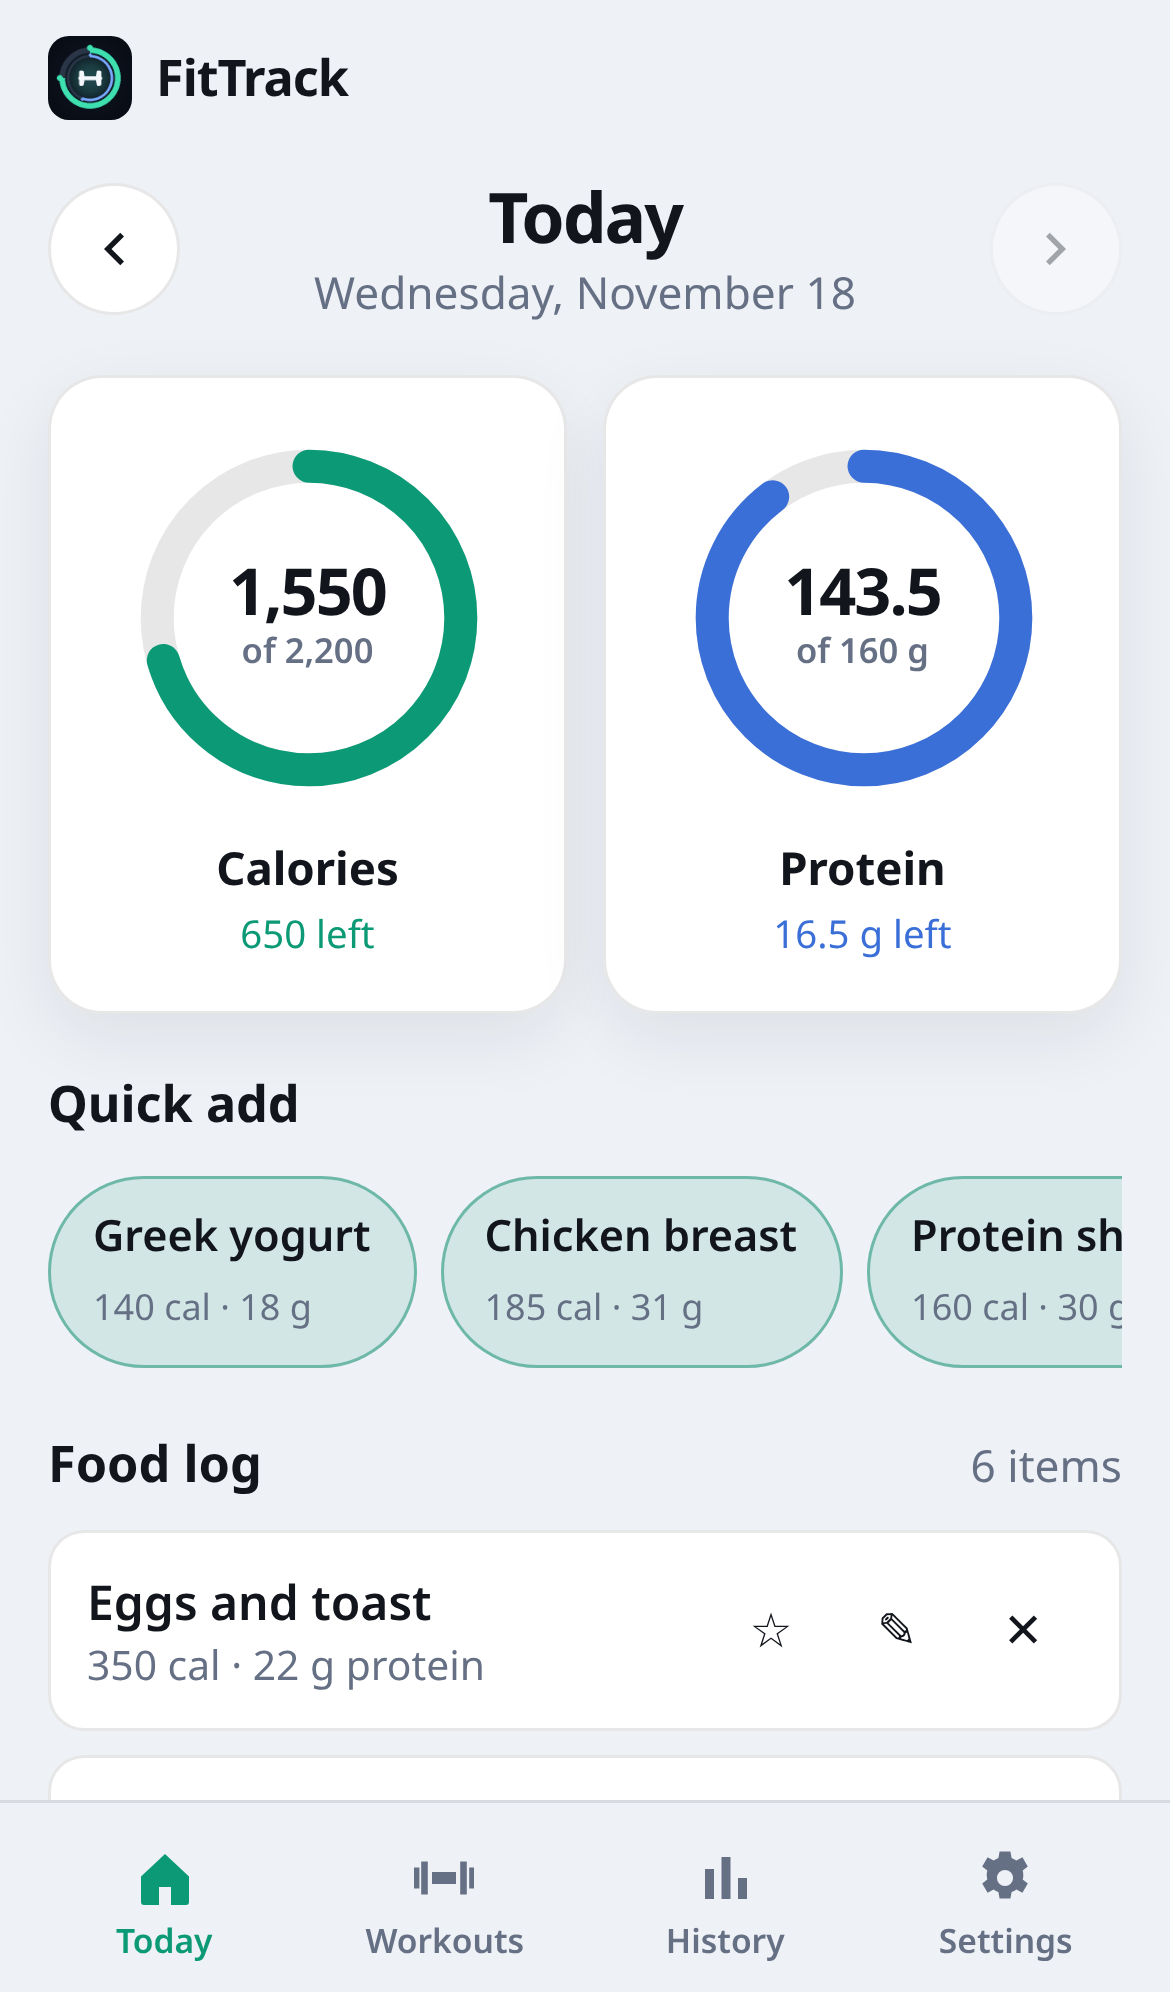 FitTrack
Today
Wednesday, November 18
1,550
of 2,200
Calories
650 left
143.5
of 160 g
Protein
16.5 g left
Quick add
Greek yogurt
140 cal · 18 g
Chicken breast
185 cal · 31 g
Protein sh
160 cal · 30 g
Food log
6 items
Eggs and toast
350 cal · 22 g protein
Today
Workouts
History
Settings